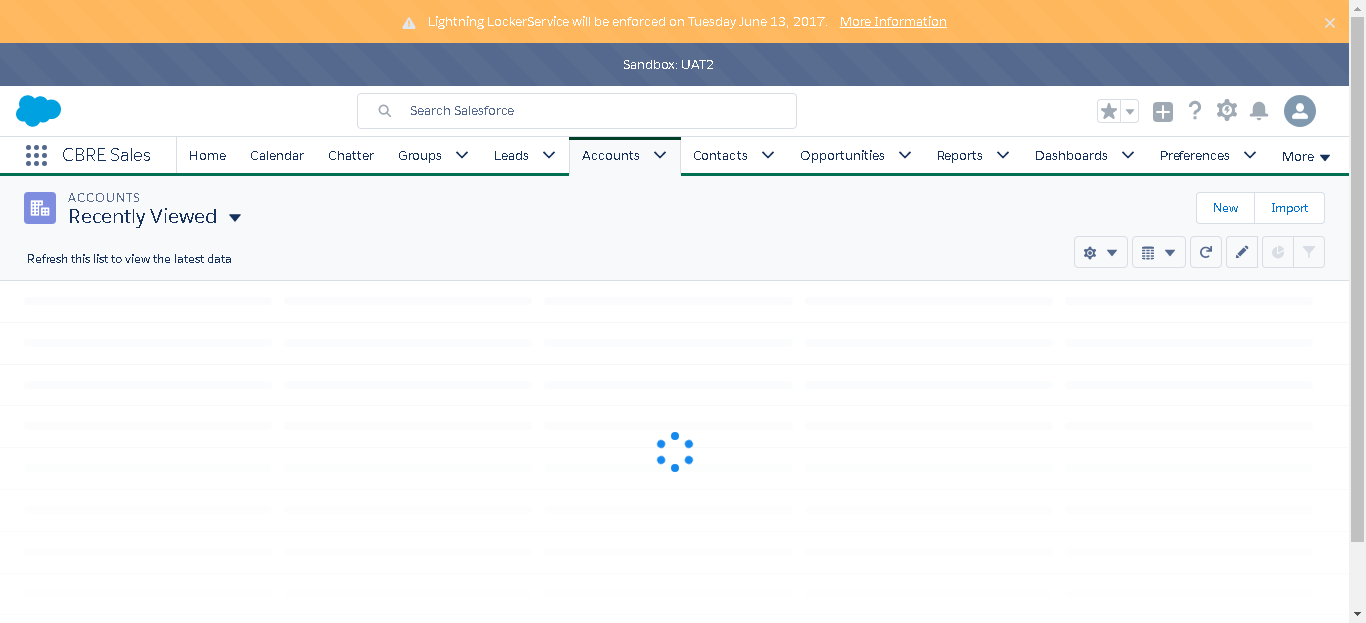 Lightning LockerService will be enforced on Tuesday June 13, 2017. More Information
Sandbox: UAT2
Search Salesforce
CBRE Sales Home Calendar Chatter Groups Leads Accounts Contacts Opportunities Reports Dashboards Preferences More
ACCOUNTS
Recently Viewed
New Import
Refresh this list to view the latest data